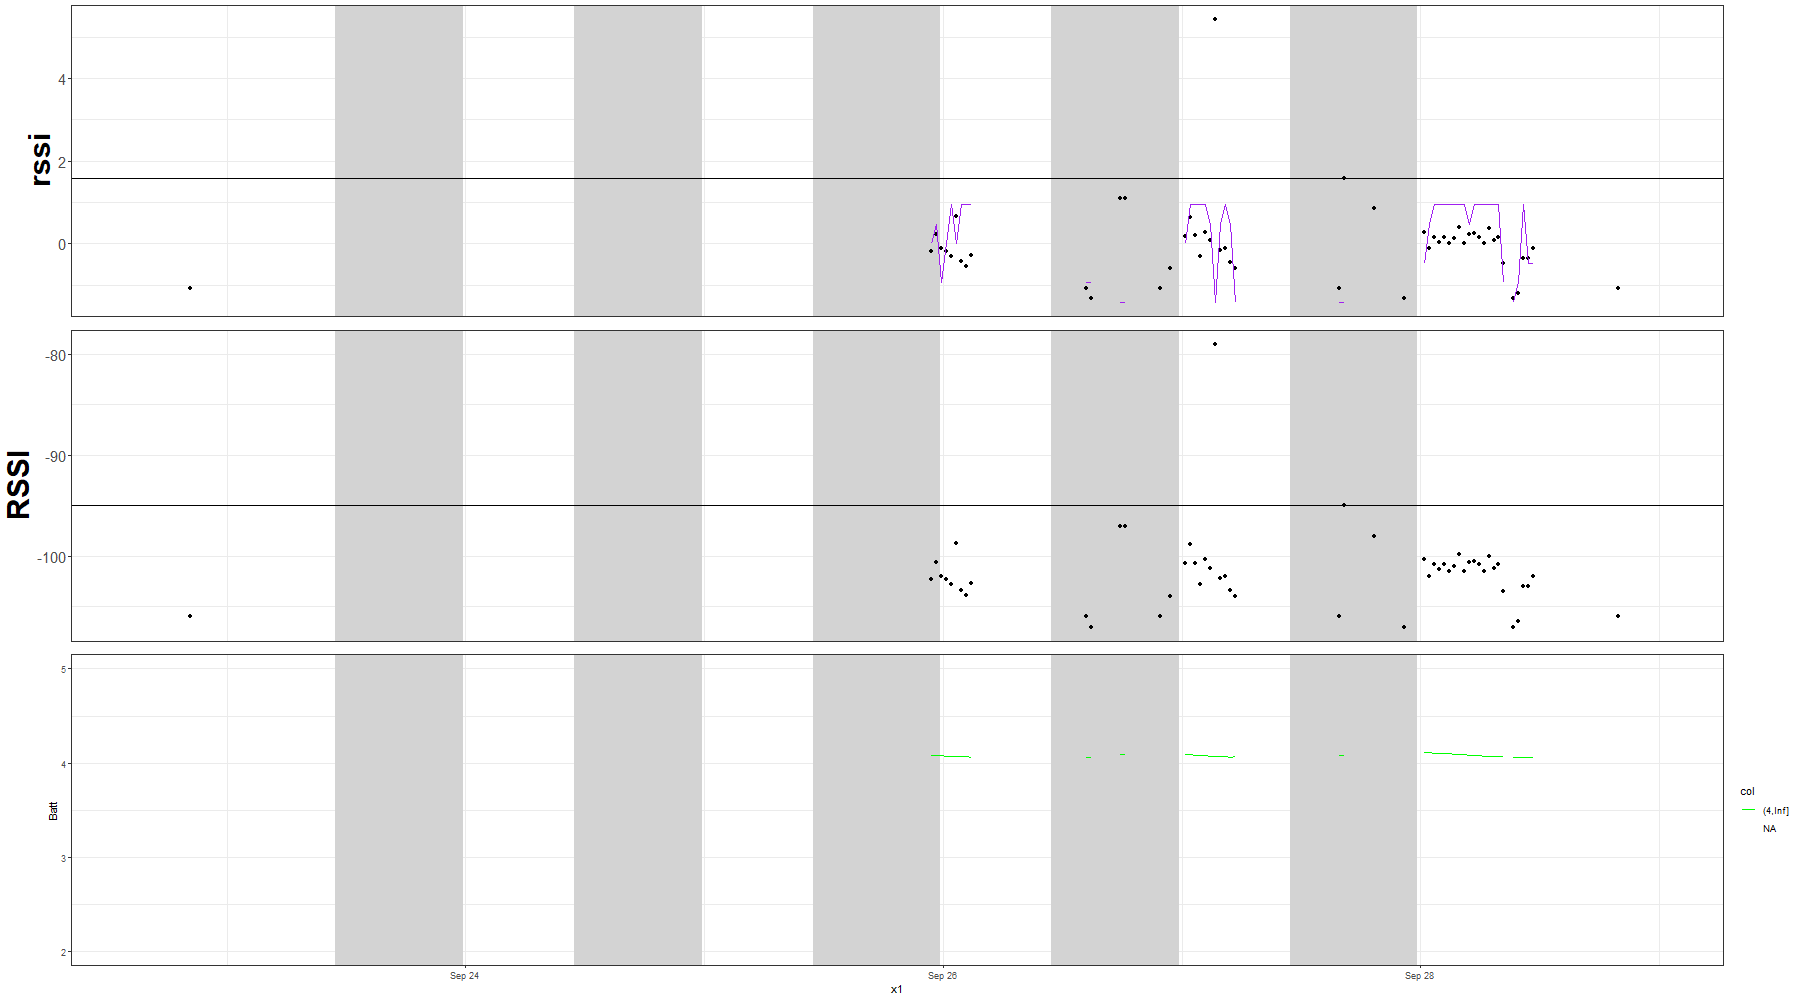 rssi
4
2
0
RSSI
-80
-90
-100
Batt
5
4
3
2
Sep 24
Sep 26
Sep 28
x1
col
(4,Inf]
NA